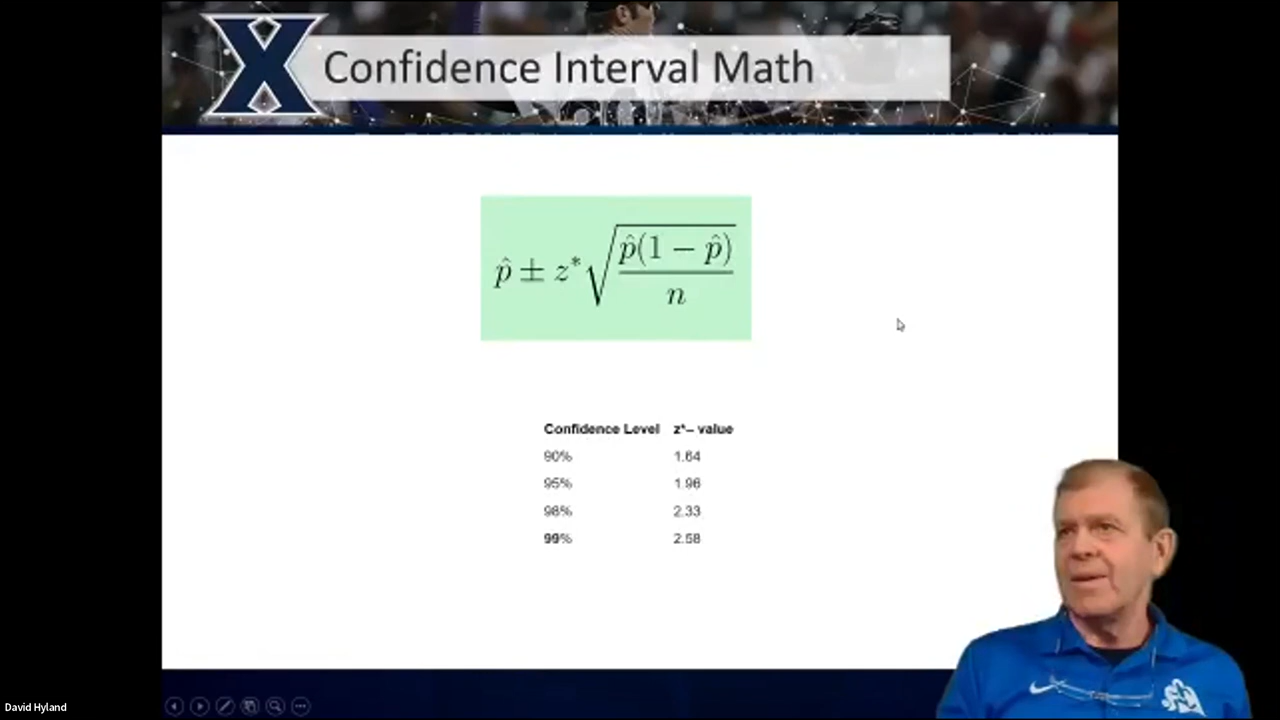 X
Confidence Interval Math
p̂ ± z* √(p̂(1 − p̂) / n)
Confidence Level z*– value
90% 1.64
95% 1.96
98% 2.33
99% 2.58
David Hyland